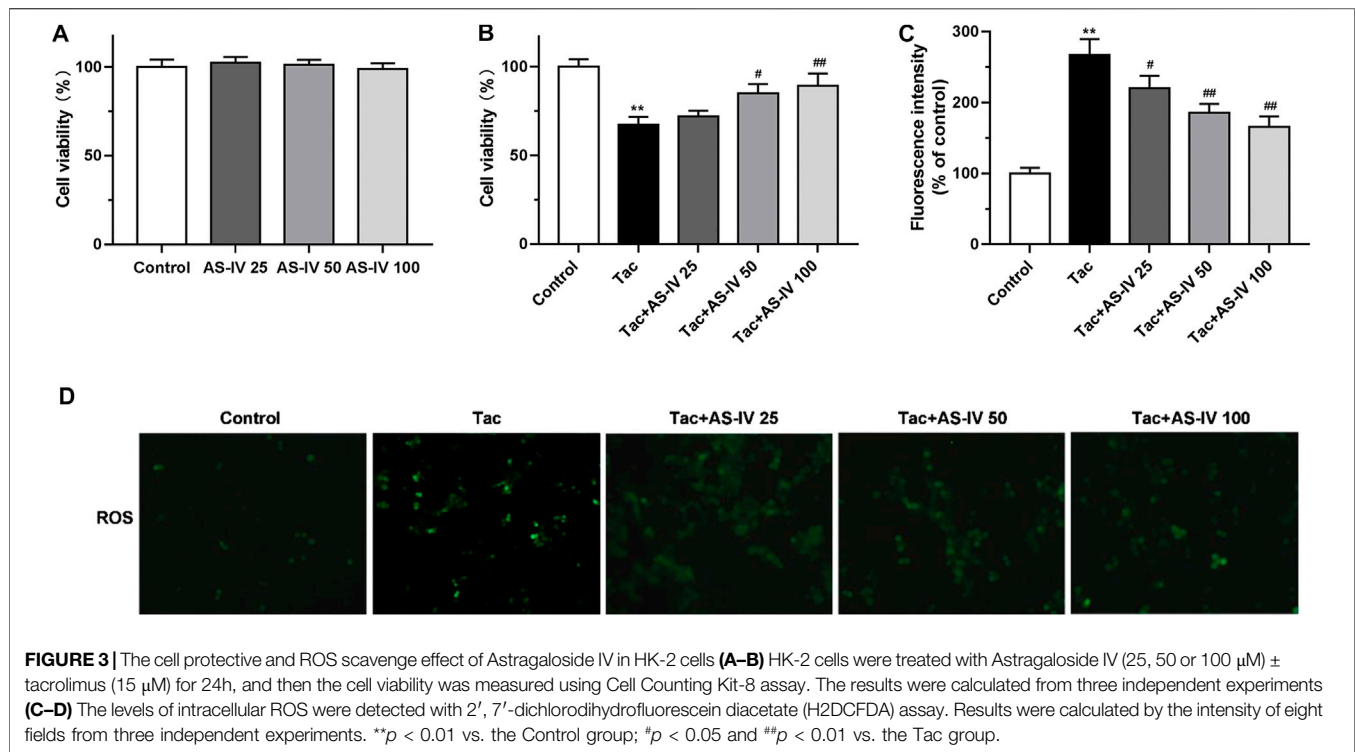 A
Cell viability (%)
100
50
0
Control
AS-IV 25
AS-IV 50
AS-IV 100
B
Cell viability (%)
100
50
0
**
#
##
Control
Tac
Tac+AS-IV 25
Tac+AS-IV 50
Tac+AS-IV 100
C
Fluorescence intensity
(% of control)
300
200
100
0
**
#
##
##
Control
Tac
Tac+AS-IV 25
Tac+AS-IV 50
Tac+AS-IV 100
D
Control
Tac
Tac+AS-IV 25
Tac+AS-IV 50
Tac+AS-IV 100
ROS
FIGURE 3 | The cell protective and ROS scavenge effect of Astragaloside IV in HK-2 cells (A–B) HK-2 cells were treated with Astragaloside IV (25, 50 or 100 μM) ±
tacrolimus (15 μM) for 24h, and then the cell viability was measured using Cell Counting Kit-8 assay. The results were calculated from three independent experiments
(C–D) The levels of intracellular ROS were detected with 2′, 7′-dichlorodihydrofluorescein diacetate (H2DCFDA) assay. Results were calculated by the intensity of eight
fields from three independent experiments. **p < 0.01 vs. the Control group; #p < 0.05 and ##p < 0.01 vs. the Tac group.